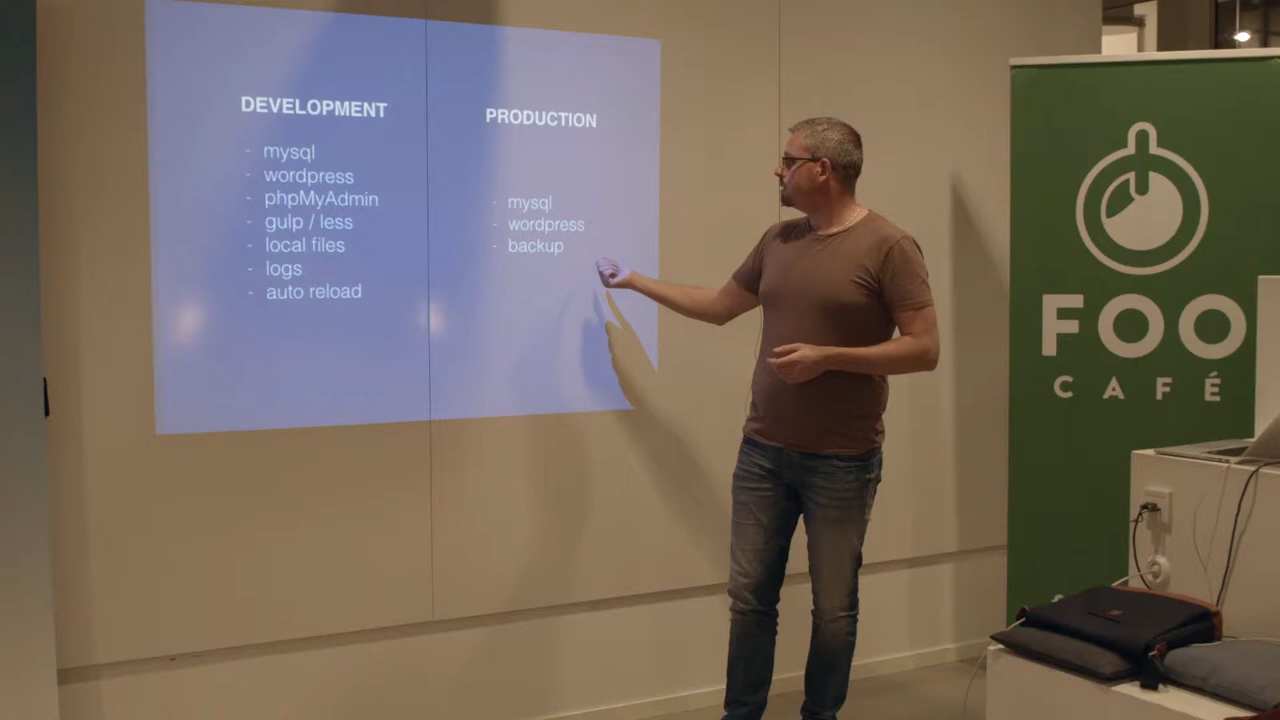 DEVELOPMENT
- mysql
- wordpress
- phpMyAdmin
- gulp / less
- local files
- logs
- auto reload
PRODUCTION
- mysql
- wordpress
- backup
FOO
CAFÉ